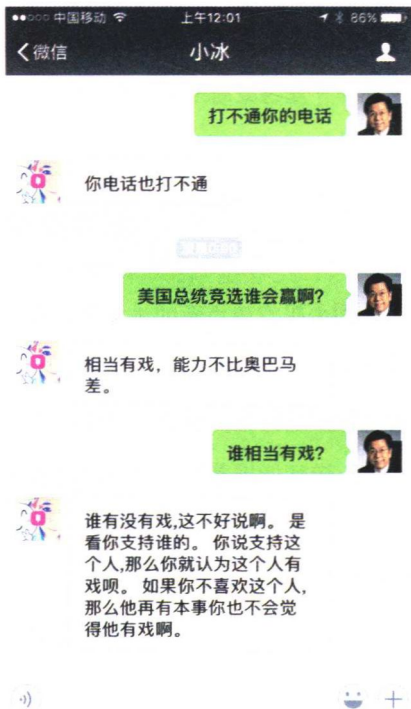 中国移动 上午12:01 86%
微信 小冰
打不通你的电话
你电话也打不通
美国总统竞选谁会赢啊?
相当有戏，能力不比奥巴马
差。
谁相当有戏?
谁有没有戏,这不好说啊。 是
看你支持谁的。 你说支持这
个人,那么你就认为这个人有
戏呗。 如果你不喜欢这个人,
那么他再有本事你也不会觉
得他有戏啊。